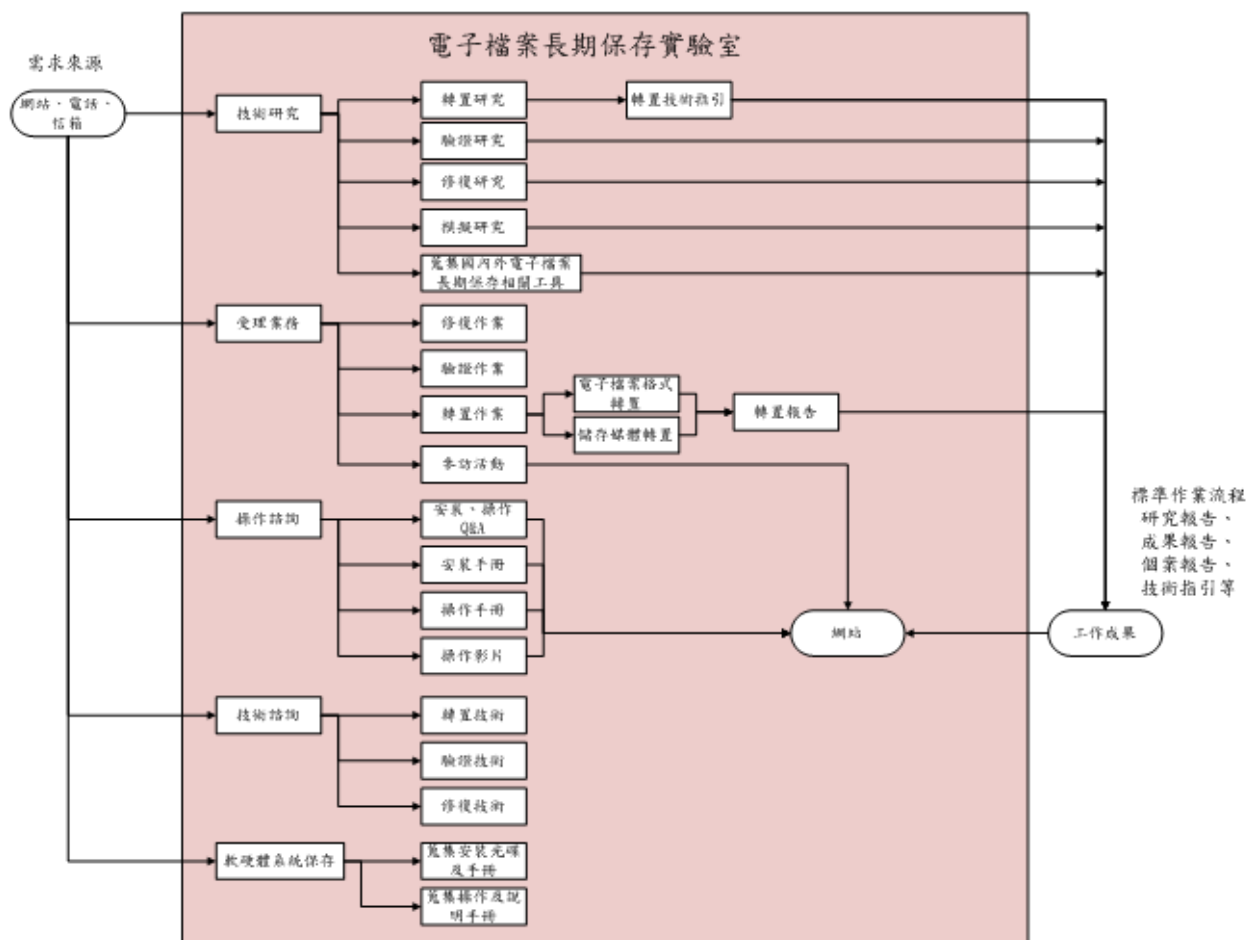 電子檔案長期保存實驗室
需求來源
網站、電話、
信箱
技術研究
轉置研究
轉置技術指引
驗證研究
修復研究
模擬研究
蒐集國內外電子檔案
長期保存相關工具
受理業務
修復作業
驗證作業
轉置作業
電子檔案格式
轉置
儲存媒體轉置
轉置報告
參訪活動
操作諮詢
安裝、操作
Q&A
安裝手冊
操作手冊
操作影片
網站
標準作業流程
研究報告、
成果報告、
個案報告、
技術指引等
工作成果
技術諮詢
轉置技術
驗證技術
修復技術
軟硬體系統保存
蒐集安裝光碟
及手冊
蒐集操作及說
明手冊